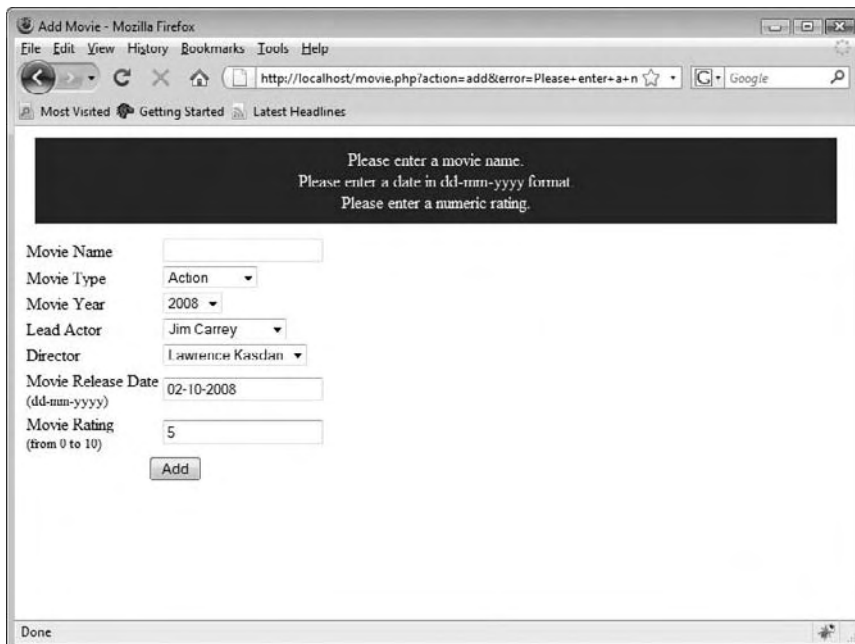 Add Movie - Mozilla Firefox
File Edit View History Bookmarks Tools Help
http://localhost/movie.php?action=add&error=Please+enter+a+n
G Google
Most Visited Getting Started Latest Headlines
Please enter a movie name.
Please enter a date in dd-mm-yyyy format
Please enter a numeric rating.
Movie Name
Movie Type Action
Movie Year 2008
Lead Actor Jim Carrey
Director Lawrence Kasdan
Movie Release Date 02-10-2008
(dd-mm-yyyy)
Movie Rating 5
(from 0 to 10)
Add
Done